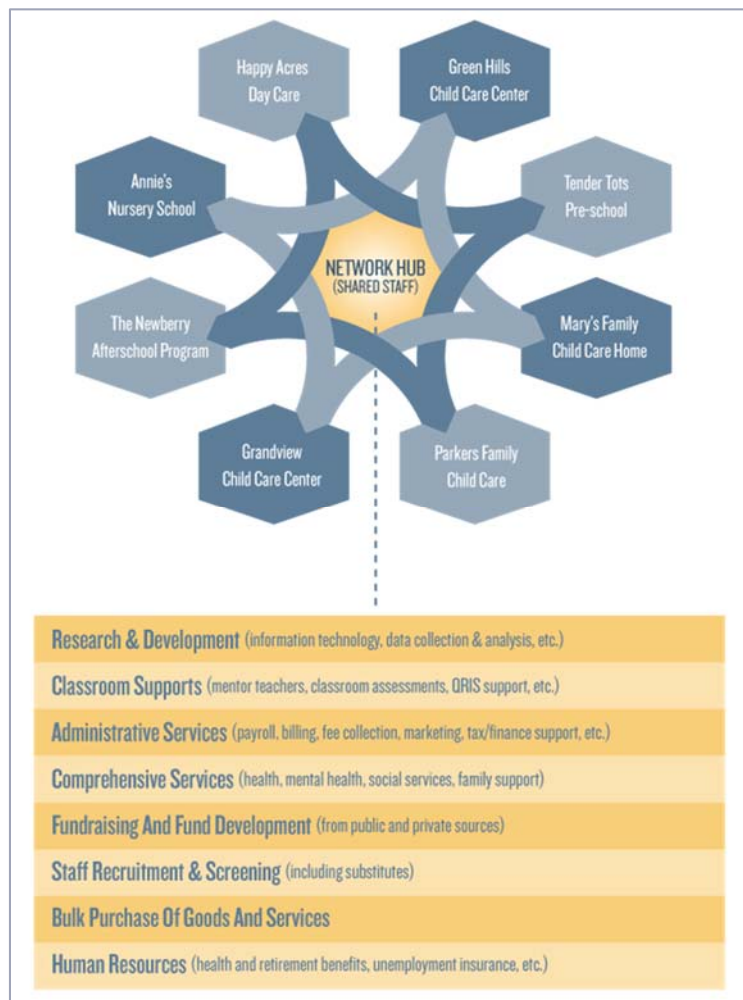 Happy Acres
Day Care
Green Hills
Child Care Center
Annie's
Nursery School
Tender Tots
Pre-school
NETWORK HUB
(SHARED STAFF)
The Newberry
Afterschool Program
Mary's Family
Child Care Home
Grandview
Child Care Center
Parkers Family
Child Care
Research & Development (information technology, data collection & analysis, etc.)
Classroom Supports (mentor teachers, classroom assessments, QRIS support, etc.)
Administrative Services (payroll, billing, fee collection, marketing, tax/finance support, etc.)
Comprehensive Services (health, mental health, social services, family support)
Fundraising And Fund Development (from public and private sources)
Staff Recruitment & Screening (including substitutes)
Bulk Purchase Of Goods And Services
Human Resources (health and retirement benefits, unemployment insurance, etc.)